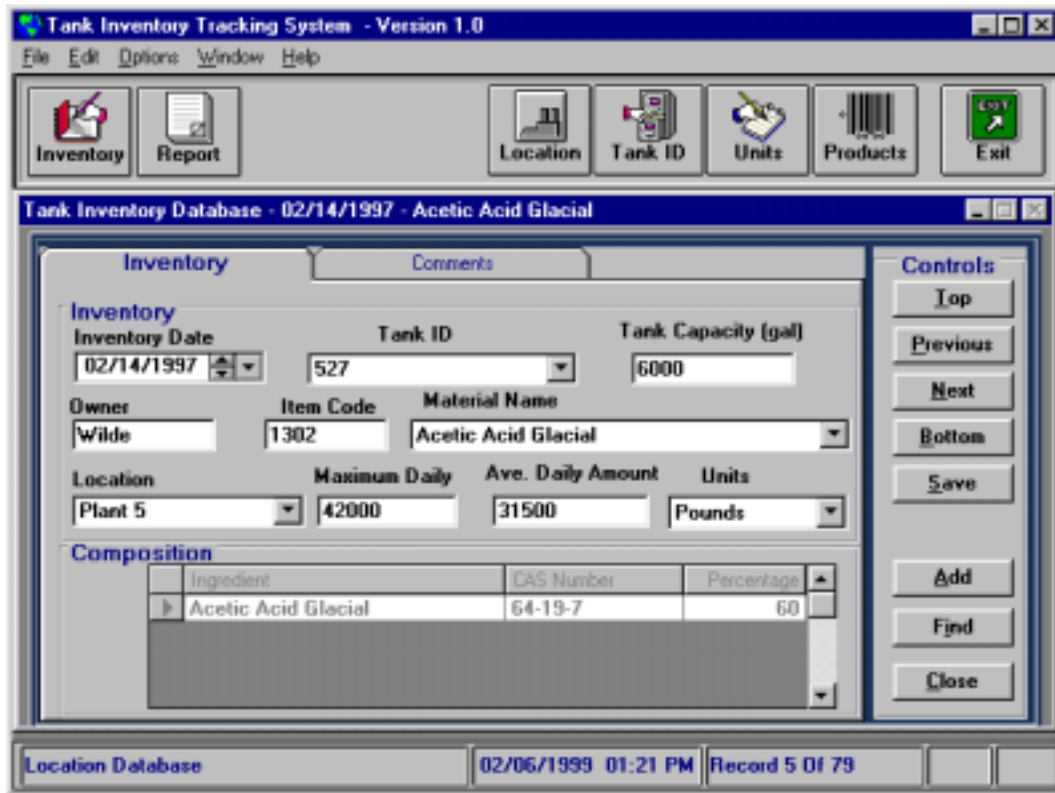 Tank Inventory Tracking System - Version 1.0
File Edit Options Window Help
Inventory Report Location Tank ID Units Products EXIT Exit
Tank Inventory Database - 02/14/1997 - Acetic Acid Glacial
Inventory Comments
Controls
Inventory
Inventory Date Tank ID Tank Capacity (gal)
02/14/1997 527 6000
Owner Item Code Material Name
Wilde 1302 Acetic Acid Glacial
Location Maximum Daily Ave. Daily Amount Units
Plant 5 42000 31500 Pounds
Composition
Ingredient CAS Number Percentage
Acetic Acid Glacial 64-19-7 60
Top
Previous
Next
Bottom
Save
Add
Find
Close
Location Database 02/06/1999 01:21 PM Record 5 Of 79